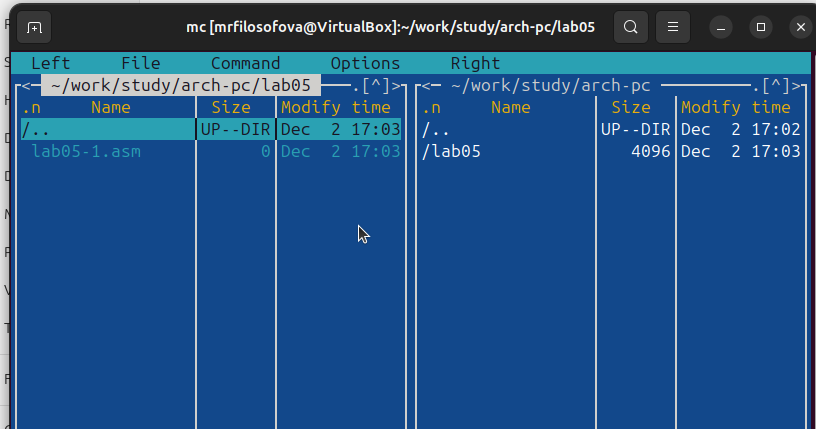 mc [mrfilosofova@VirtualBox]:~/work/study/arch-pc/lab05
Left File Command Options Right
<— ~/work/study/arch-pc/lab05 —.[^]>
.n Name Size Modify time
/.. UP--DIR Dec 2 17:03
lab05-1.asm 0 Dec 2 17:03
<— ~/work/study/arch-pc —.[^]>
.n Name Size Modify time
/.. UP--DIR Dec 2 17:02
/lab05 4096 Dec 2 17:03